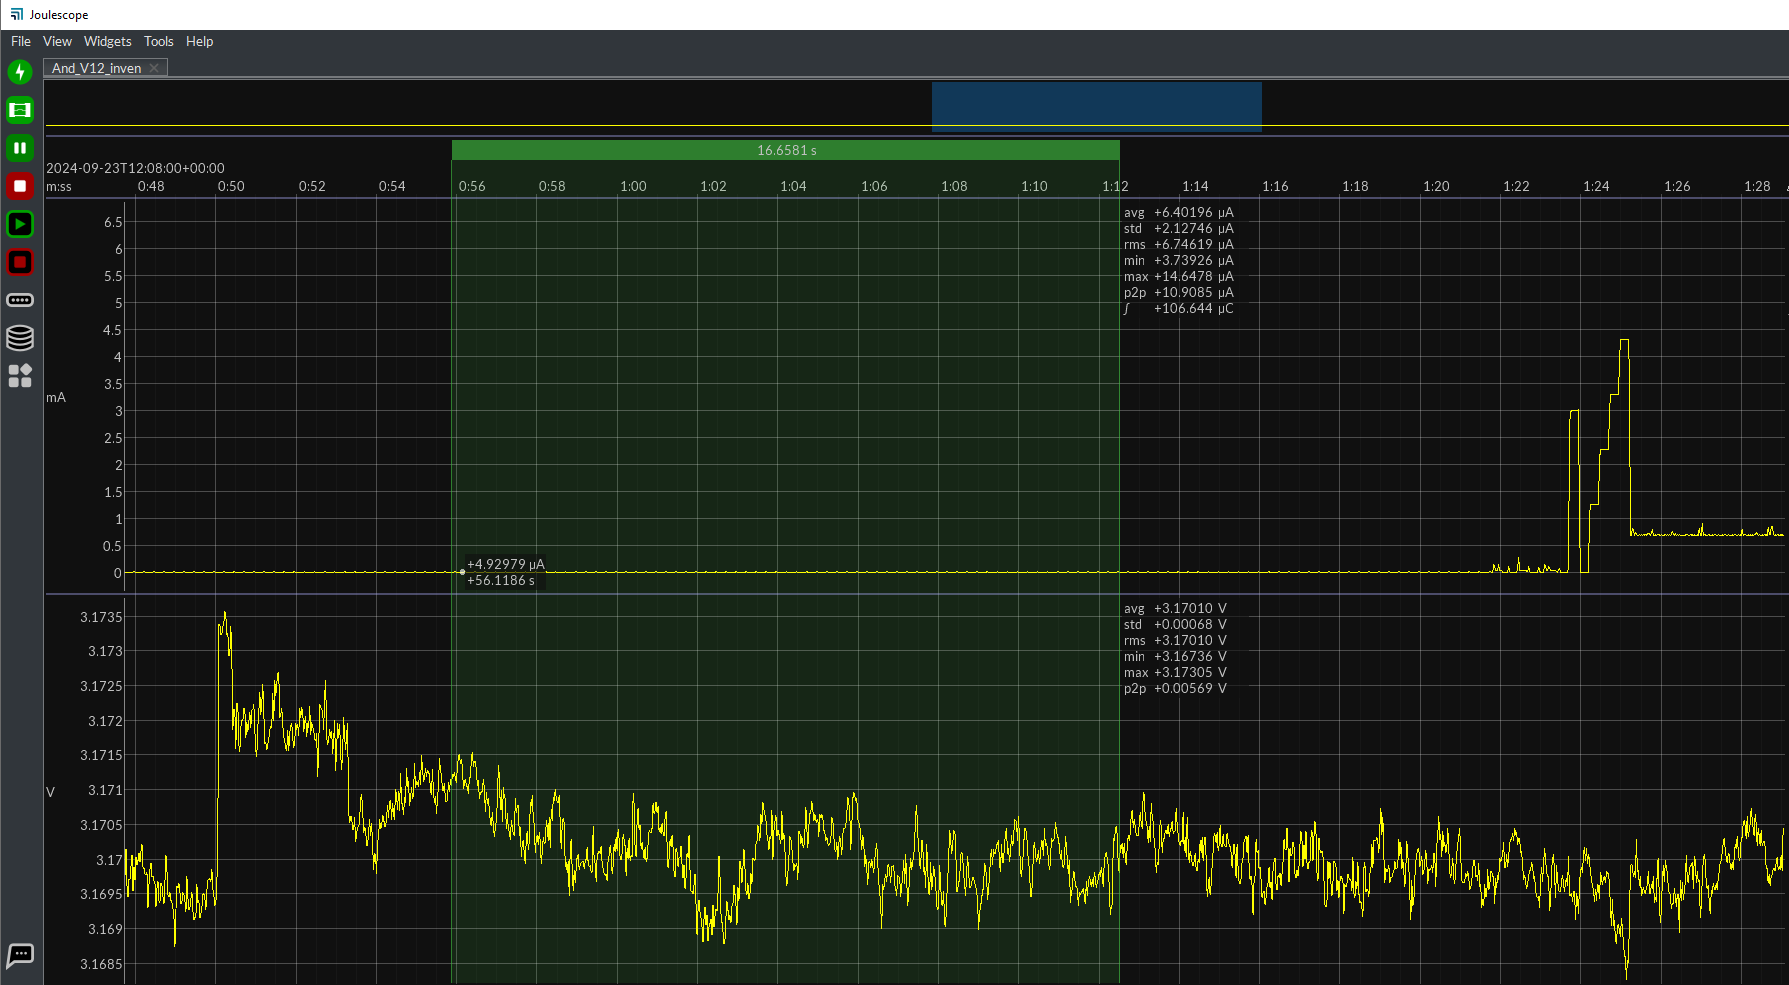 Joulescope
File View Widgets Tools Help
And_V12_inven
16.6581 s
2024-09-23T12:08:00+00:00
m:ss 0:48 0:50 0:52 0:54 0:56 0:58 1:00 1:02 1:04 1:06 1:08 1:10 1:12 1:14 1:16 1:18 1:20 1:22 1:24 1:26 1:28
avg +6.40196 µA
std +2.12746 µA
rms +6.74619 µA
min +3.73926 µA
max +14.6478 µA
p2p +10.9085 µA
∫ +106.644 µC
6.5
6
5.5
5
4.5
4
3.5
3
2.5
2
1.5
1
0.5
0
mA
+4.92979 µA
+56.1186 s
avg +3.17010 V
std +0.00068 V
rms +3.17010 V
min +3.16736 V
max +3.17305 V
p2p +0.00569 V
3.1735
3.173
3.1725
3.172
3.1715
3.171
3.1705
3.17
3.1695
3.169
3.1685
V